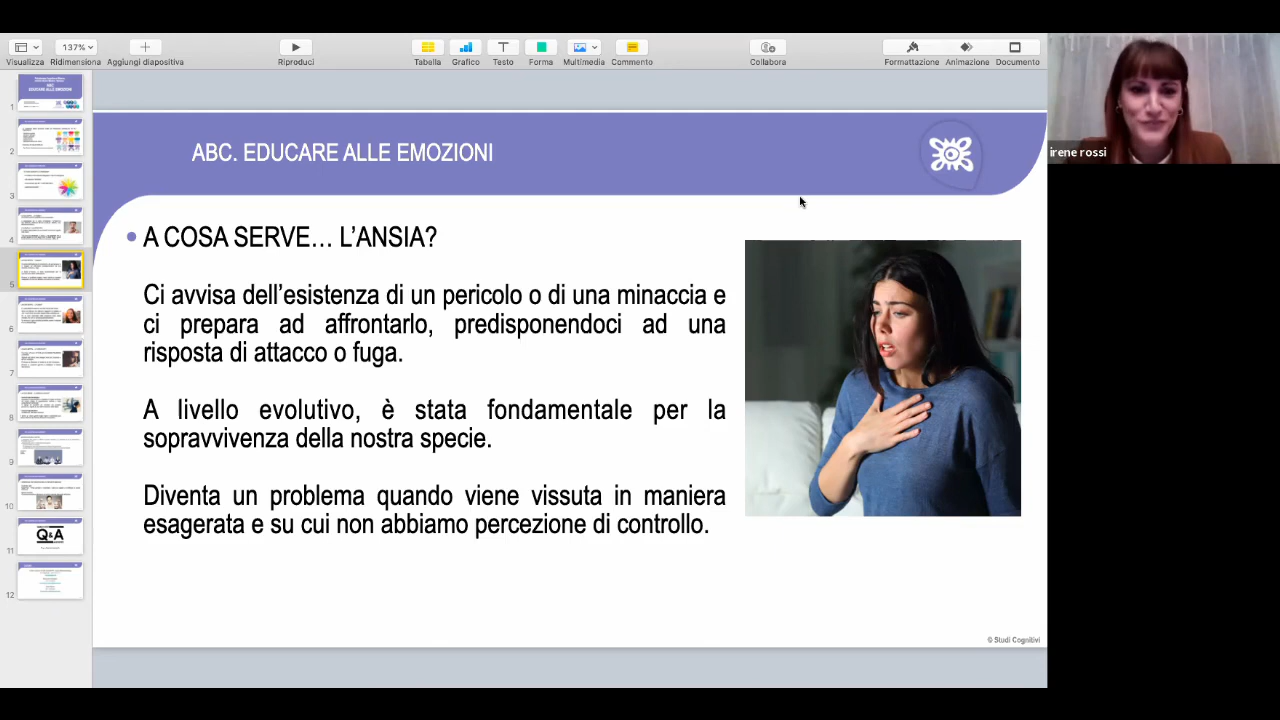 137%
Visualizza
Ridimensiona
Aggiungi diapositiva
Riproduci
Tabella
Grafico
Testo
Forma
Multimedia
Commento
Collabora
Formattazione
Animazione
Documento
irene rossi
1
2
3
4
5
6
7
8
9
10
11
12
ABC
EDUCARE ALLE EMOZIONI
Q&A
ABC. EDUCARE ALLE EMOZIONI
• A COSA SERVE… L'ANSIA?
Ci avvisa dell'esistenza di un pericolo o di una minaccia e
ci prepara ad affrontarlo, predisponendoci ad una
risposta di attacco o fuga.
A livello evolutivo, è stata fondamentale per la
sopravvivenza della nostra specie.
Diventa un problema quando viene vissuta in maniera
esagerata e su cui non abbiamo percezione di controllo.
© Studi Cognitivi